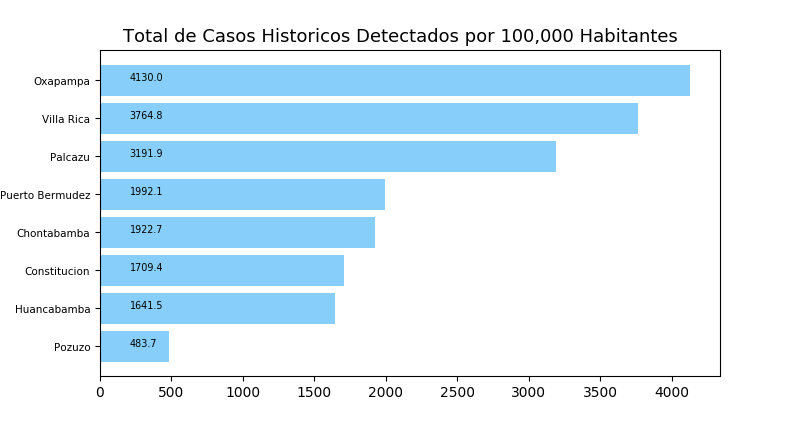 Total de Casos Historicos Detectados por 100,000 Habitantes
Oxapampa 4130.0
Villa Rica 3764.8
Palcazu 3191.9
Puerto Bermudez 1992.1
Chontabamba 1922.7
Constitucion 1709.4
Huancabamba 1641.5
Pozuzo 483.7
0 500 1000 1500 2000 2500 3000 3500 4000